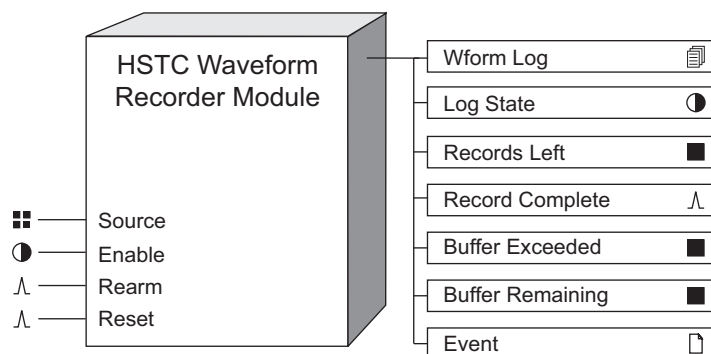 HSTC Waveform
Recorder Module
Source
Enable
Rearm
Reset
Wform Log
Log State
Records Left
Record Complete
Buffer Exceeded
Buffer Remaining
Event